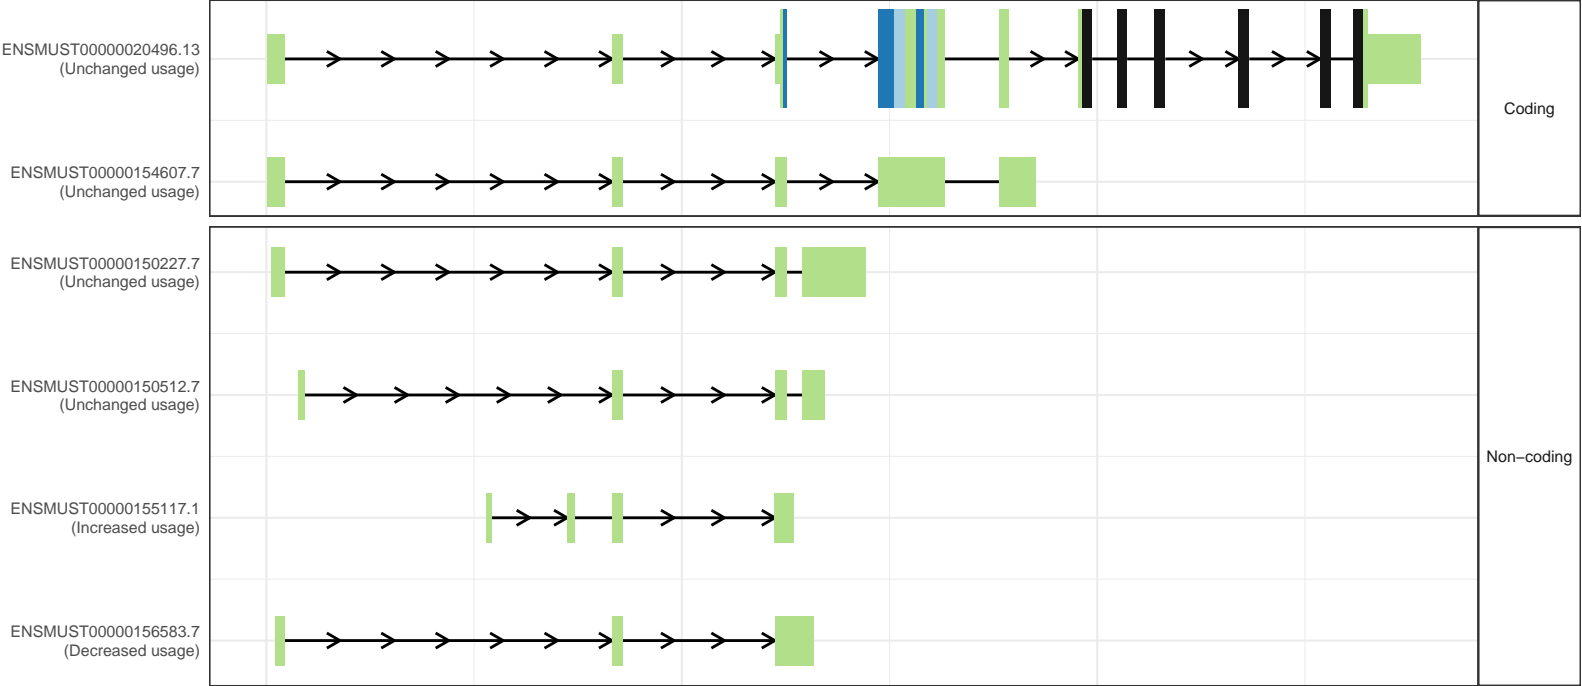 ENSMUST00000020496.13
(Unchanged usage)
ENSMUST00000154607.7
(Unchanged usage)
Coding
ENSMUST00000150227.7
(Unchanged usage)
ENSMUST00000150512.7
(Unchanged usage)
ENSMUST00000155117.1
(Increased usage)
ENSMUST00000156583.7
(Decreased usage)
Non−coding